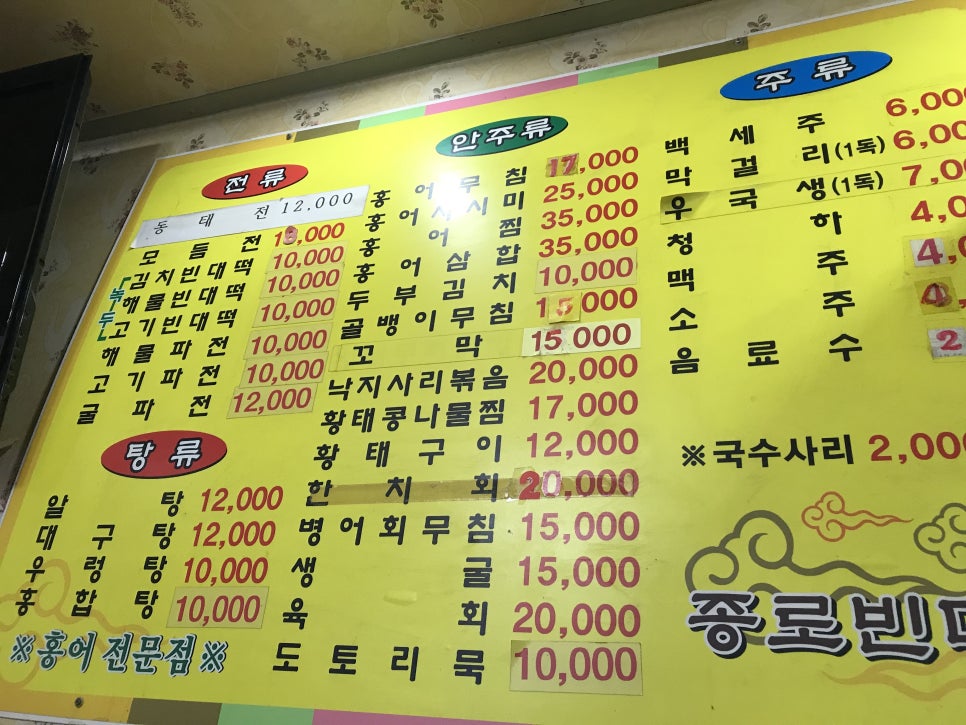 전류
동태전 12.000
모듬전 13,000
녹두
김치빈대떡 10,000
해물빈대떡 10,000
고기빈대떡 10,000
해물파전 10,000
고기파전 10,000
굴파전 12,000
탕류
알탕 12,000
대구탕 12,000
우렁탕 10,000
홍합탕 10,000
※홍어 전문점※
안주류
홍어무침 17,000
홍어사시미 25,000
홍어찜 35,000
홍어삼합 35,000
두부김치 10,000
골뱅이무침 15,000
꼬막 15,000
낙지사리볶음 20,000
황태콩나물찜 17,000
황태구이 12,000
한치회 20,000
병어회무침 15,000
생굴 15,000
육회 20,000
도토리묵 10,000
주류
백세주 6,000
막걸리(1독) 6,00
우국생(1독) 7,0
청하 4,0
맥주 4,
소주
음료수 2
※국수사리 2,000
종로빈